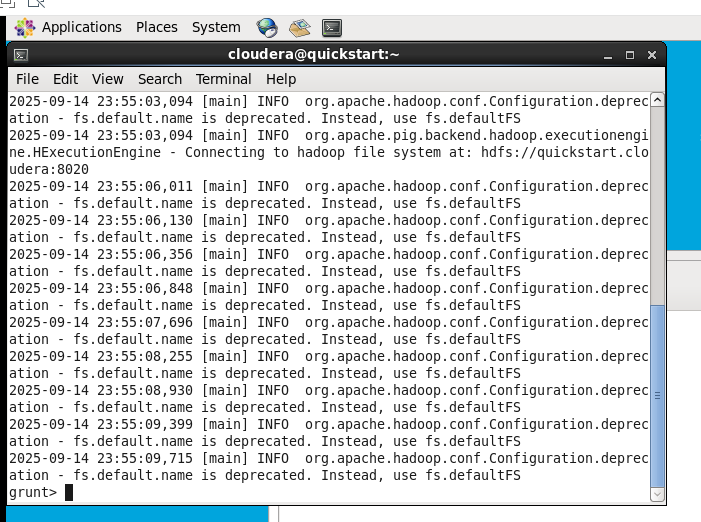 Applications Places System
cloudera@quickstart:~
File Edit View Search Terminal Help
2025-09-14 23:55:03,094 [main] INFO  org.apache.hadoop.conf.Configuration.deprec
ation - fs.default.name is deprecated. Instead, use fs.defaultFS
2025-09-14 23:55:03,094 [main] INFO  org.apache.pig.backend.hadoop.executionengi
ne.HExecutionEngine - Connecting to hadoop file system at: hdfs://quickstart.clo
udera:8020
2025-09-14 23:55:06,011 [main] INFO  org.apache.hadoop.conf.Configuration.deprec
ation - fs.default.name is deprecated. Instead, use fs.defaultFS
2025-09-14 23:55:06,130 [main] INFO  org.apache.hadoop.conf.Configuration.deprec
ation - fs.default.name is deprecated. Instead, use fs.defaultFS
2025-09-14 23:55:06,356 [main] INFO  org.apache.hadoop.conf.Configuration.deprec
ation - fs.default.name is deprecated. Instead, use fs.defaultFS
2025-09-14 23:55:06,848 [main] INFO  org.apache.hadoop.conf.Configuration.deprec
ation - fs.default.name is deprecated. Instead, use fs.defaultFS
2025-09-14 23:55:07,696 [main] INFO  org.apache.hadoop.conf.Configuration.deprec
ation - fs.default.name is deprecated. Instead, use fs.defaultFS
2025-09-14 23:55:08,255 [main] INFO  org.apache.hadoop.conf.Configuration.deprec
ation - fs.default.name is deprecated. Instead, use fs.defaultFS
2025-09-14 23:55:08,930 [main] INFO  org.apache.hadoop.conf.Configuration.deprec
ation - fs.default.name is deprecated. Instead, use fs.defaultFS
2025-09-14 23:55:09,399 [main] INFO  org.apache.hadoop.conf.Configuration.deprec
ation - fs.default.name is deprecated. Instead, use fs.defaultFS
2025-09-14 23:55:09,715 [main] INFO  org.apache.hadoop.conf.Configuration.deprec
ation - fs.default.name is deprecated. Instead, use fs.defaultFS
grunt>